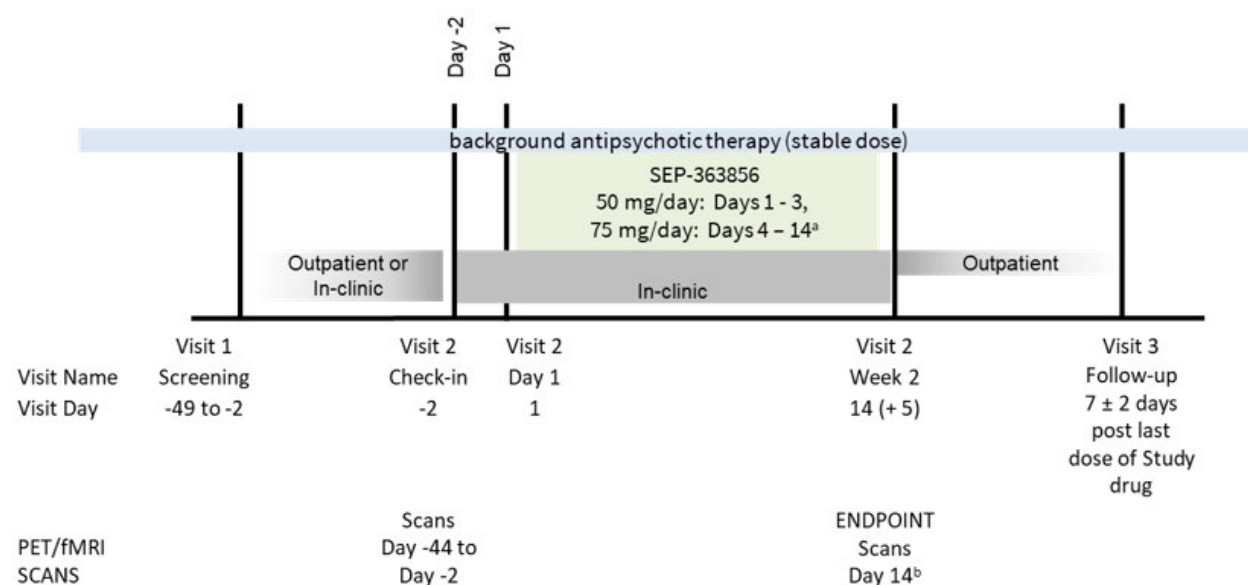 Day -2
Day 1
background antipsychotic therapy (stable dose)
SEP-363856
50 mg/day: Days 1 - 3,
75 mg/day: Days 4 – 14ᵃ
Outpatient or
In-clinic
In-clinic
Outpatient
Visit 1 Visit 2 Visit 2 Visit 2 Visit 3
Visit Name Screening Check-in Day 1 Week 2 Follow-up
Visit Day -49 to -2 -2 1 14 (+ 5) 7 ± 2 days
post last
dose of Study
drug
Scans ENDPOINT
PET/fMRI Day -44 to Scans
SCANS Day -2 Day 14ᵇ